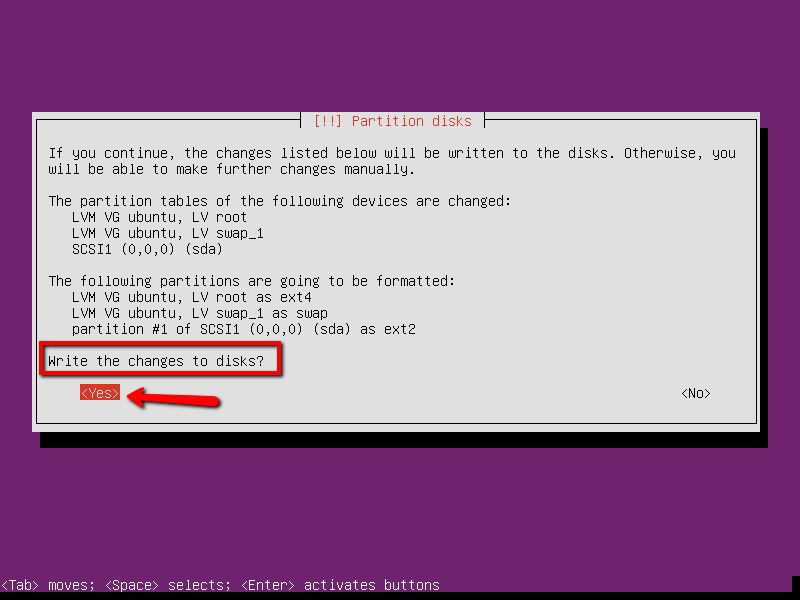 [!!] Partition disks
If you continue, the changes listed below will be written to the disks. Otherwise, you
will be able to make further changes manually.
The partition tables of the following devices are changed:
LVM VG ubuntu, LV root
LVM VG ubuntu, LV swap_1
SCSI1 (0,0,0) (sda)
The following partitions are going to be formatted:
LVM VG ubuntu, LV root as ext4
LVM VG ubuntu, LV swap_1 as swap
partition #1 of SCSI1 (0,0,0) (sda) as ext2
Write the changes to disks?
<Yes> <No>
<Tab> moves; <Space> selects; <Enter> activates buttons